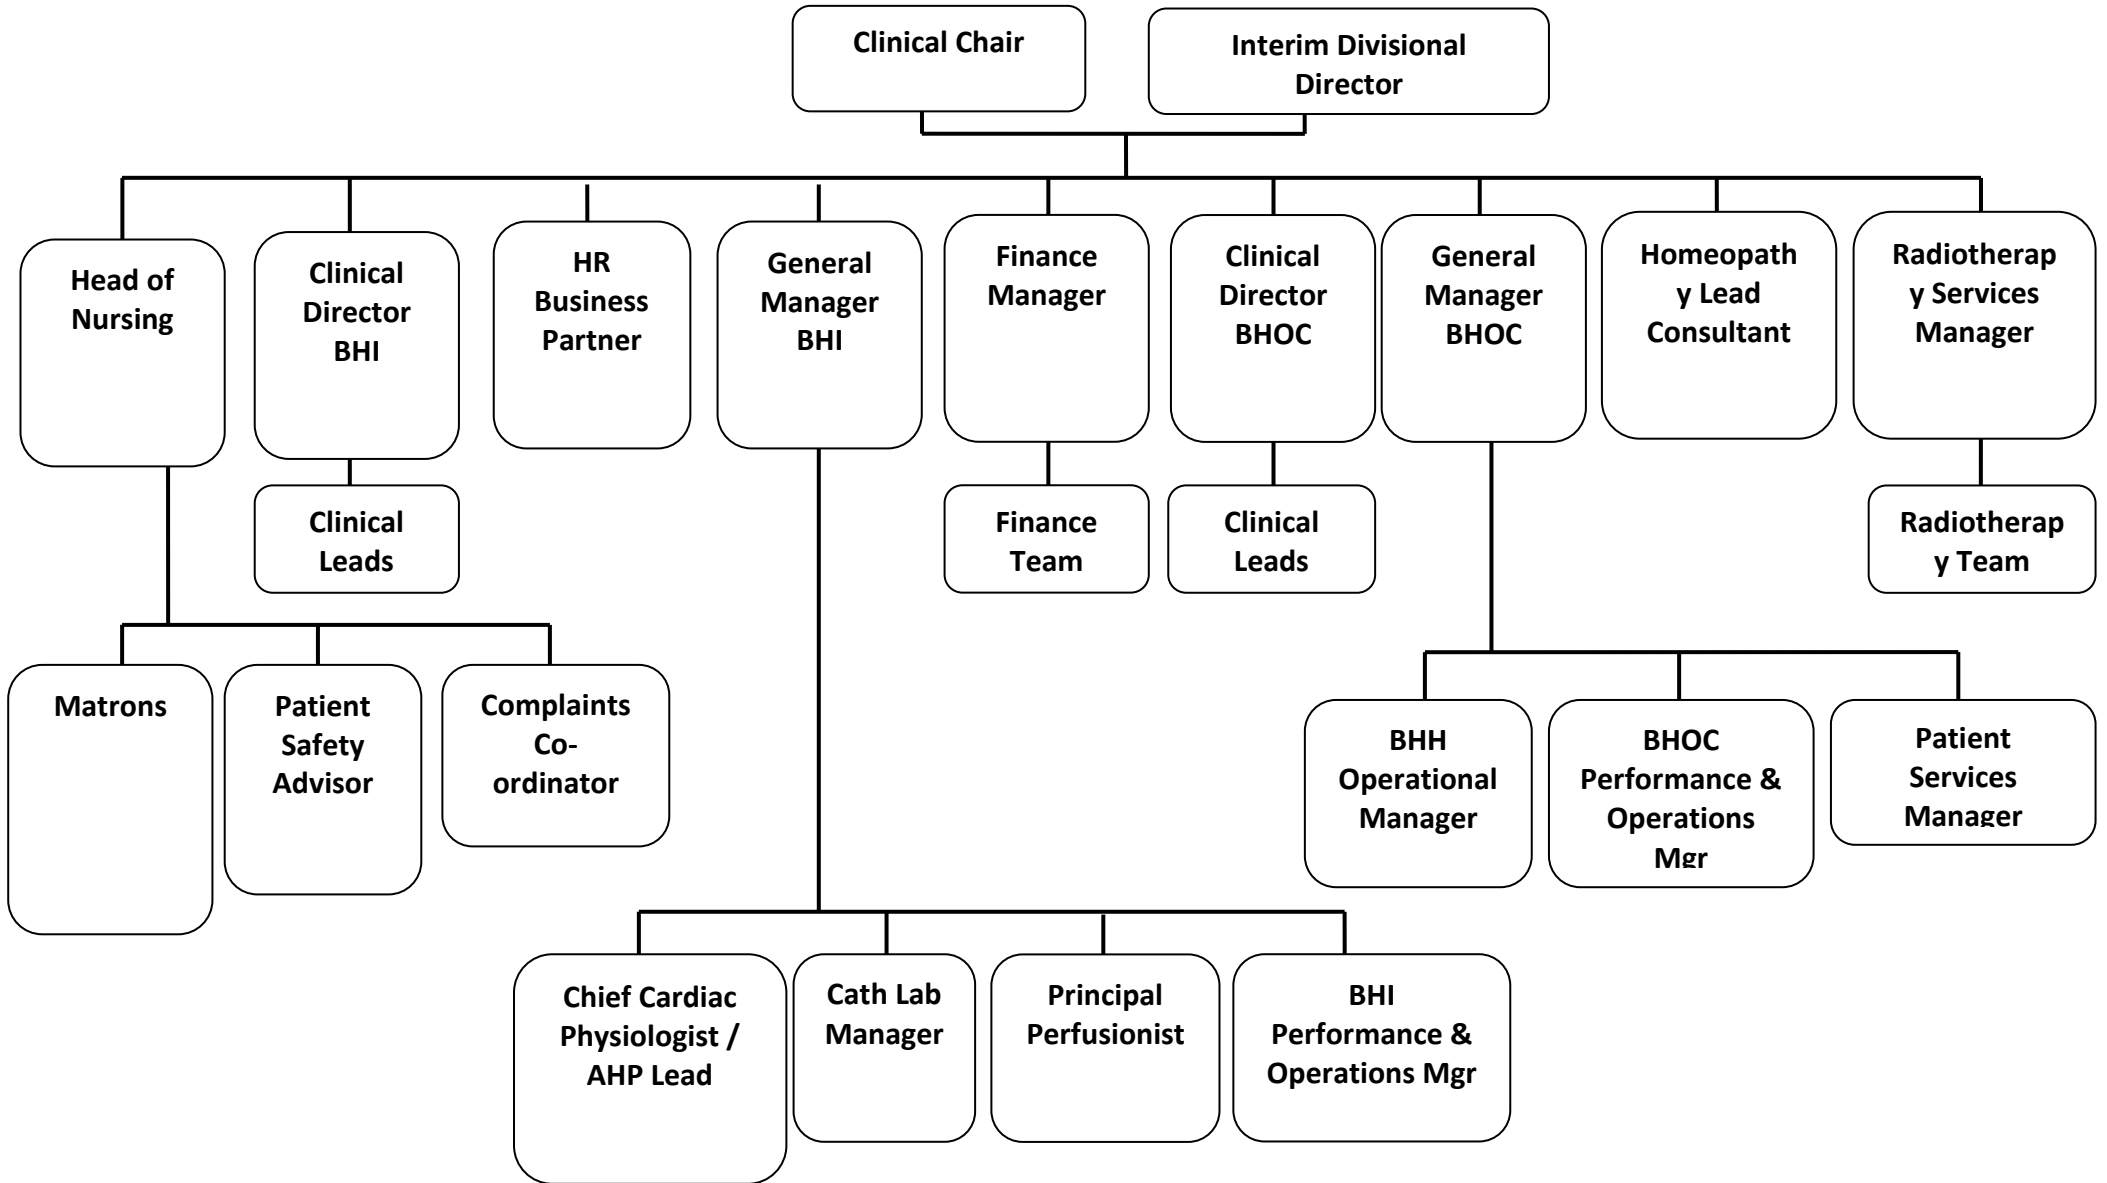 Clinical Chair
Interim Divisional
Director
Head of
Nursing
Clinical
Director
BHI
HR
Business
Partner
General
Manager
BHI
Finance
Manager
Clinical
Director
BHOC
General
Manager
BHOC
Homeopath
y Lead
Consultant
Radiotherap
y Services
Manager
Clinical
Leads
Finance
Team
Clinical
Leads
Radiotherap
y Team
Matrons
Patient
Safety
Advisor
Complaints
Co-
ordinator
BHH
Operational
Manager
BHOC
Performance &
Operations
Mgr
Patient
Services
Manager
Chief Cardiac
Physiologist /
AHP Lead
Cath Lab
Manager
Principal
Perfusionist
BHI
Performance &
Operations Mgr